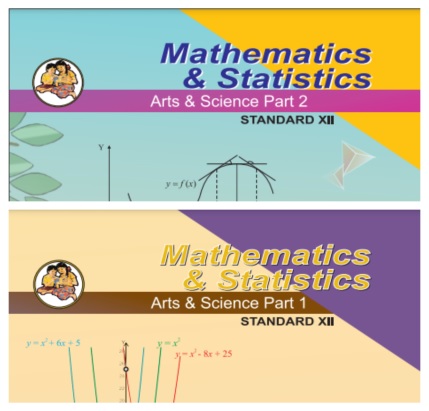 Mathematics
& Statistics
Arts & Science Part 2
STANDARD XII
Y
y = f(x)
Mathematics
& Statistics
Arts & Science Part 1
STANDARD XII
y = x² + 6x + 5
Y
y = x²
y = x² - 8x + 25